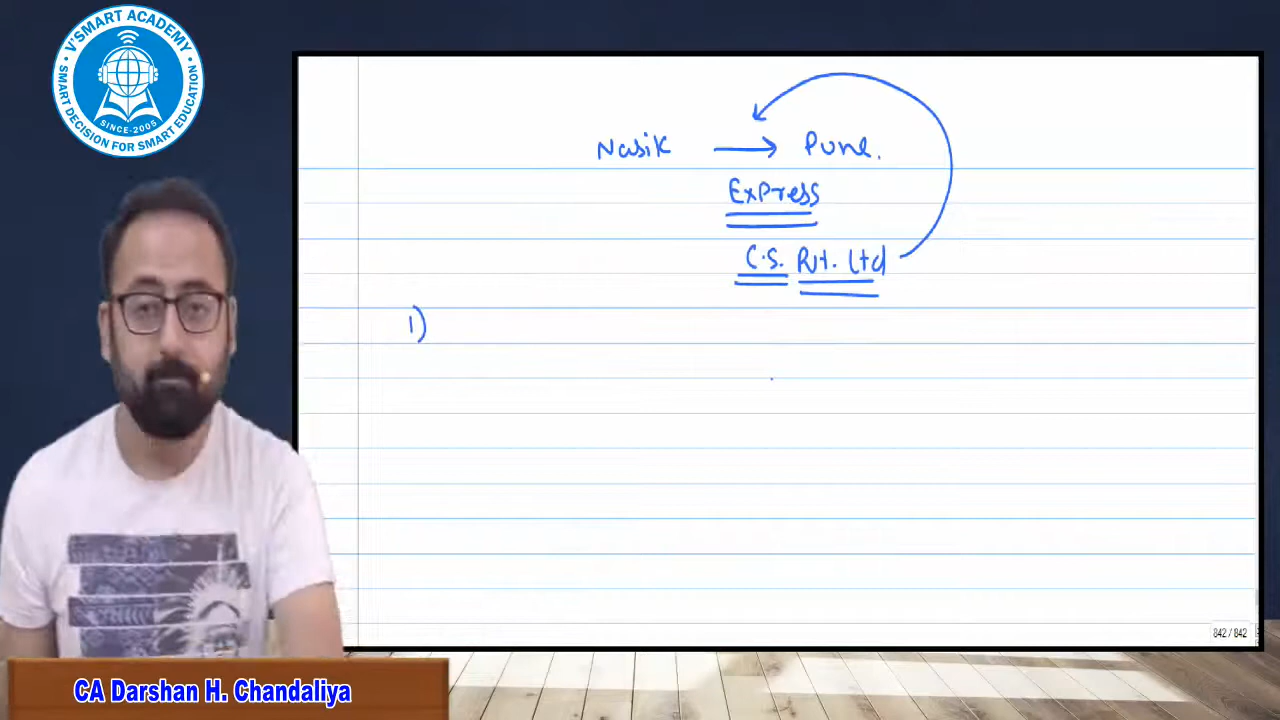 V'SMART ACADEMY
SINCE-2005
SMART DECISION FOR SMART EDUCATION
Nasik → Pune.
Express
C.S. Pvt. Ltd
1)
842 / 842
CA Darshan H. Chandaliya